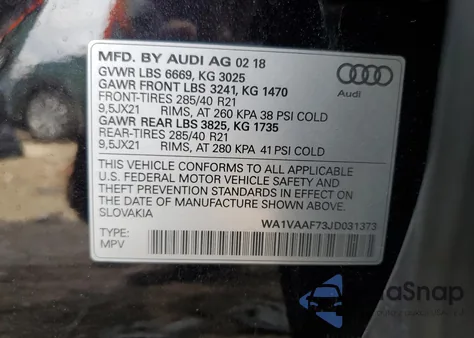 MFD. BY AUDI AG 02 18
GVWR LBS 6669, KG 3025
GAWR FRONT LBS 3241, KG 1470
FRONT-TIRES 285/40 R21
9,5JX21 RIMS, AT 260 KPA 38 PSI COLD
GAWR REAR LBS 3825, KG 1735
REAR-TIRES 285/40 R21
9,5JX21 RIMS, AT 280 KPA 41 PSI COLD
THIS VEHICLE CONFORMS TO ALL APPLICABLE
U.S. FEDERAL MOTOR VEHICLE SAFETY AND
THEFT PREVENTION STANDARDS IN EFFECT ON
THE DATE OF MANUFACTURE SHOWN ABOVE.
SLOVAKIA
WA1VAAF73JD031373
TYPE:
MPV
Audi
Snap